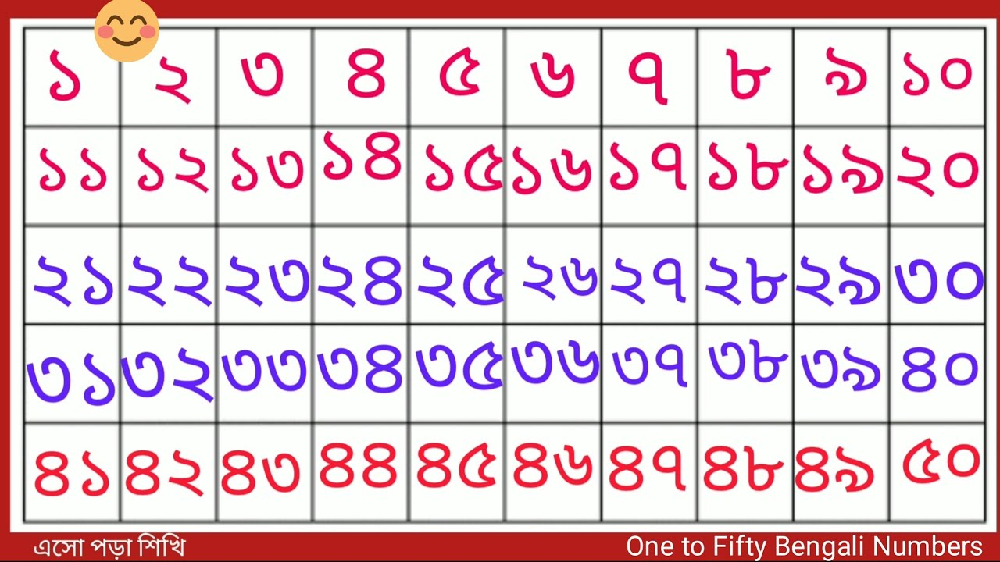 ১ ২ ৩ ৪ ৫ ৬ ৭ ৮ ৯ ১০
১১ ১২ ১৩ ১৪ ১৫ ১৬ ১৭ ১৮ ১৯ ২০
২১ ২২ ২৩ ২৪ ২৫ ২৬ ২৭ ২৮ ২৯ ৩০
৩১ ৩২ ৩৩ ৩৪ ৩৫ ৩৬ ৩৭ ৩৮ ৩৯ ৪০
৪১ ৪২ ৪৩ ৪৪ ৪৫ ৪৬ ৪৭ ৪৮ ৪৯ ৫০
এসো পড়া শিখি One to Fifty Bengali Numbers